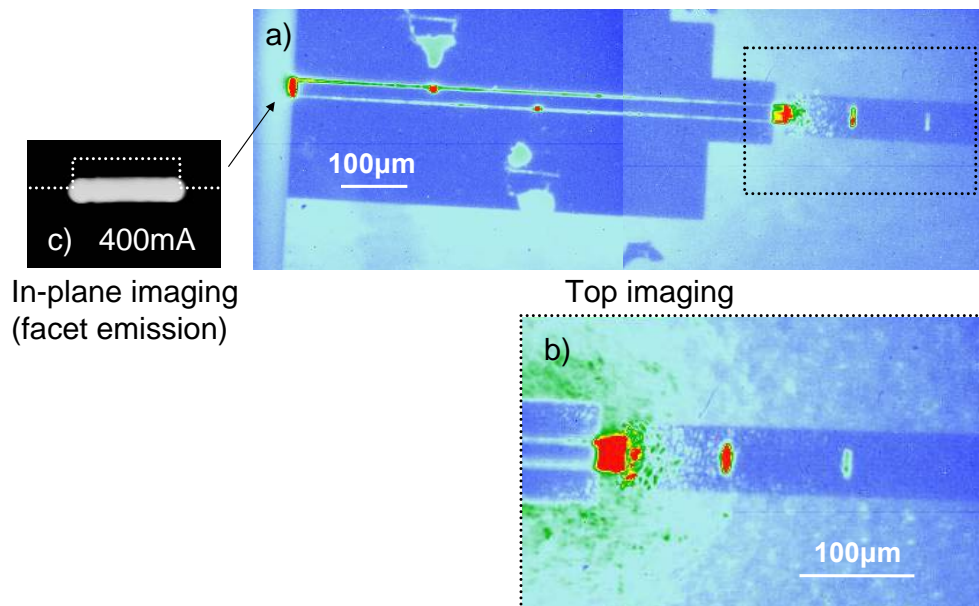 a)
100μm
c) 400mA
In-plane imaging
(facet emission)
Top imaging
b)
100μm